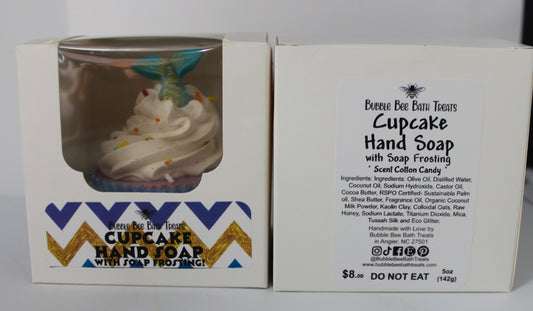 Bubble Bee Bath Treats
CUPCAKE
HAND SOAP
WITH SOAP FROSTING!
Bubble Bee Bath Treats
Cupcake
Hand Soap
with Soap Frosting
* Scent Cotton Candy *
Ingredients: Ingredients: Olive Oil, Distilled Water,
Coconut Oil, Sodium Hydroxide, Castor Oil,
Cocoa Butter, RSPO Certified- Sustainable Palm
oil, Shea Butter, Fragrance Oil, Organic Coconut
Milk Powder, Kaolin Clay, Colloidal Oats, Raw
Honey, Sodium Lactate, Titanium Dioxide, Mica,
Tussah Silk and Eco Glitter.
Handmade with Love by
Bubble Bee Bath Treats
in Angier, NC 27501
@BubbleBeeBathTreats
www.bubblebeebathtreats.com
$8.00 DO NOT EAT 5oz
(142g)